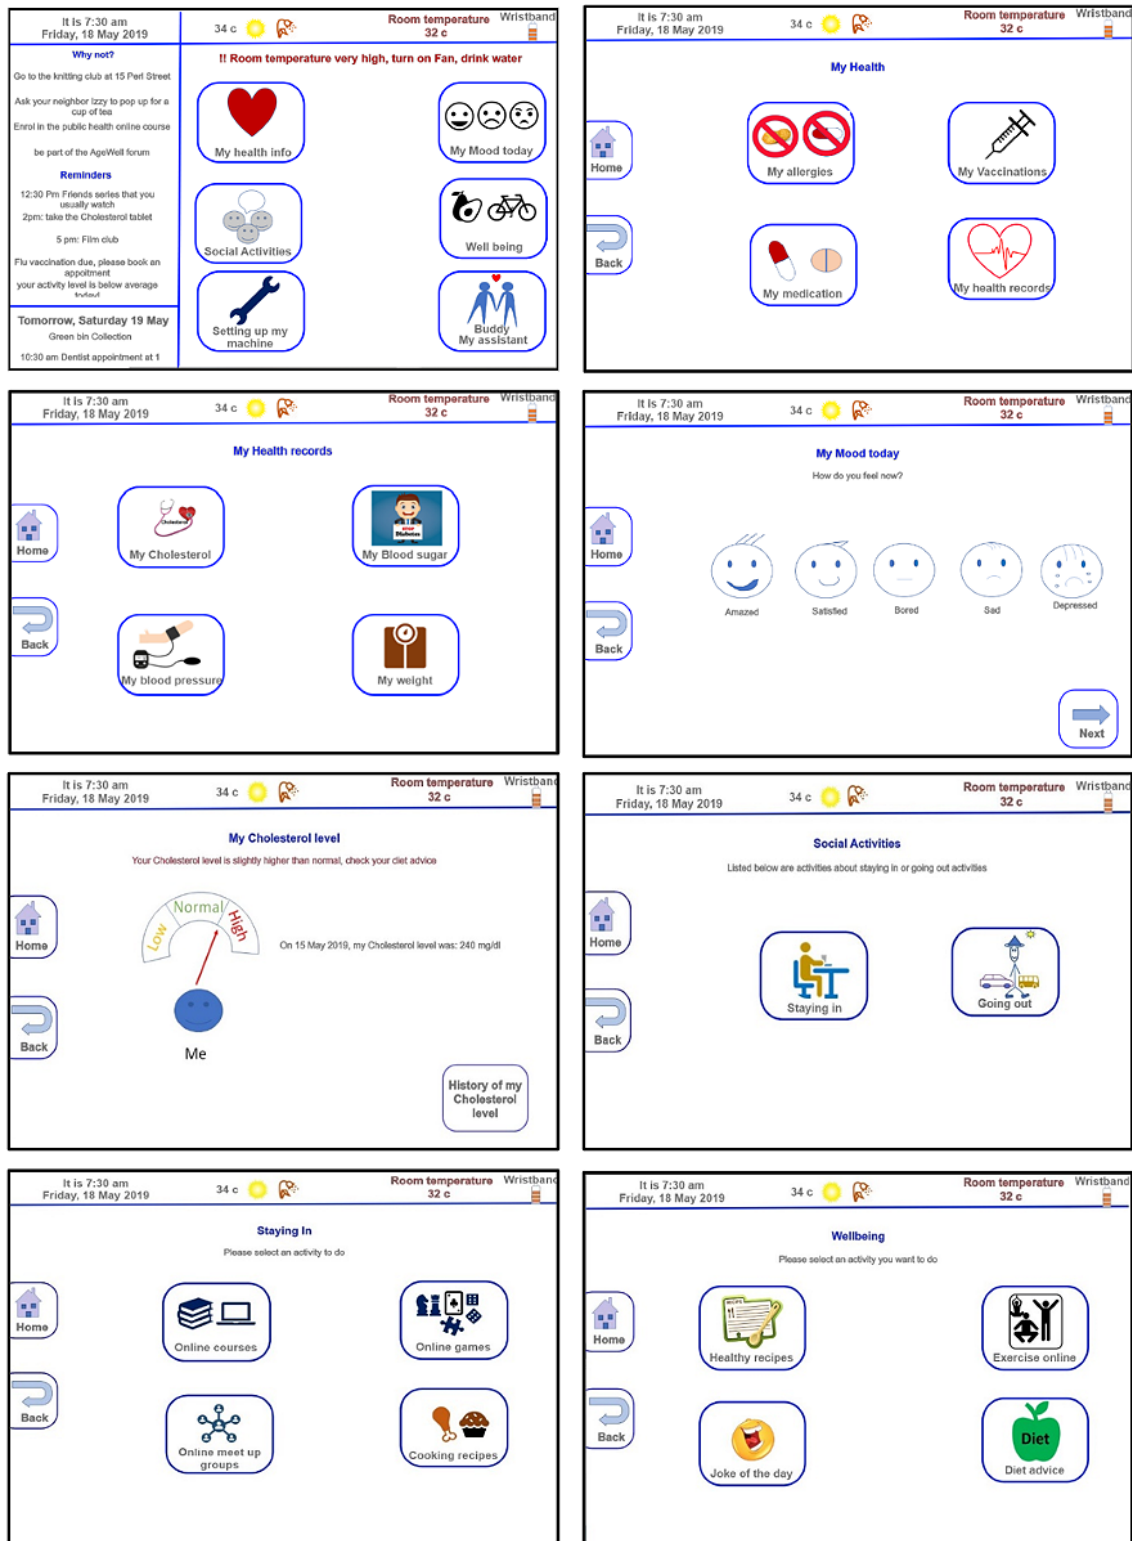 It is 7:30 am
Friday, 18 May 2019
34 c
Room temperature
32 c
Wristband
Why not?
Go to the knitting club at 15 Perl Street
Ask your neighbor Izzy to pop up for a
cup of tea
Enrol in the public health online course
be part of the AgeWell forum
Reminders
12:30 Pm Friends series that you
usually watch
2pm: take the Cholesterol tablet
5 pm: Film club
Flu vaccination due, please book an
appoitment
your activity level is below average
today!
Tomorrow, Saturday 19 May
Green bin Collection
10:30 am Dentist appointment at 1
!! Room temperature very high, turn on Fan, drink water
My health info
My Mood today
Social Activities
Well being
Setting up my
machine
Buddy
My assistant
It is 7:30 am
Friday, 18 May 2019
34 c
Room temperature
32 c
Wristband
My Health
Home
Back
My allergies
My Vaccinations
My medication
My health records
It is 7:30 am
Friday, 18 May 2019
34 c
Room temperature
32 c
Wristband
My Health records
Home
Back
Cholesterol
My Cholesterol
STOP
Diabetes
My Blood sugar
My blood pressure
My weight
It is 7:30 am
Friday, 18 May 2019
34 c
Room temperature
32 c
Wristband
My Mood today
How do you feel now?
Home
Back
Amazed
Satisfied
Bored
Sad
Depressed
Next
It is 7:30 am
Friday, 18 May 2019
34 c
Room temperature
32 c
Wristband
My Cholesterol level
Your Cholesterol level is slightly higher than normal, check your diet advice
Home
Back
Low
Normal
High
On 15 May 2019, my Cholesterol level was: 240 mg/dl
Me
History of my
Cholesterol
level
It is 7:30 am
Friday, 18 May 2019
34 c
Room temperature
32 c
Wristband
Social Activities
Listed below are activities about staying in or going out activities
Home
Back
Staying in
Going out
It is 7:30 am
Friday, 18 May 2019
34 c
Room temperature
32 c
Wristband
Staying In
Please select an activity to do
Home
Back
Online courses
Online games
Online meet up
groups
Cooking recipes
It is 7:30 am
Friday, 18 May 2019
34 c
Room temperature
32 c
Wristband
Wellbeing
Please select an activity you want to do
Home
Back
RECIPE
Healthy recipes
Exercise online
Joke of the day
Diet
Diet advice